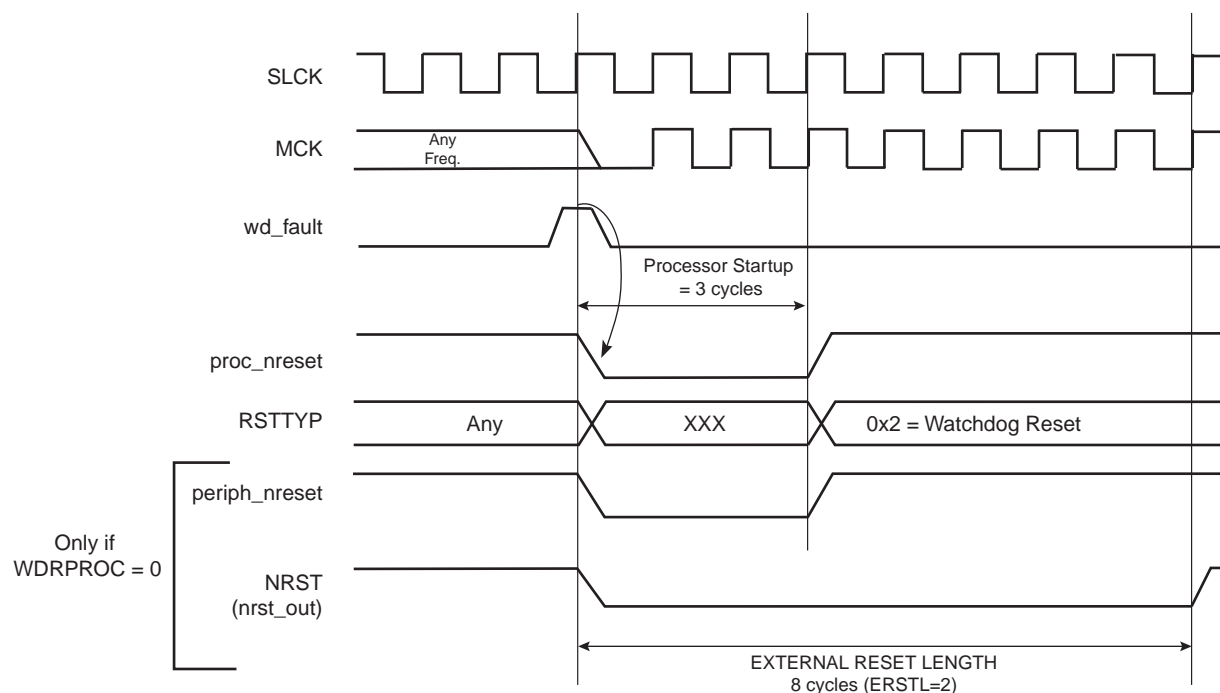 SLCK
MCK
Any
Freq.
wd_fault
Processor Startup
= 3 cycles
proc_nreset
RSTTYP
Any
XXX
0x2 = Watchdog Reset
periph_nreset
Only if
WDRPROC = 0
NRST
(nrst_out)
EXTERNAL RESET LENGTH
8 cycles (ERSTL=2)